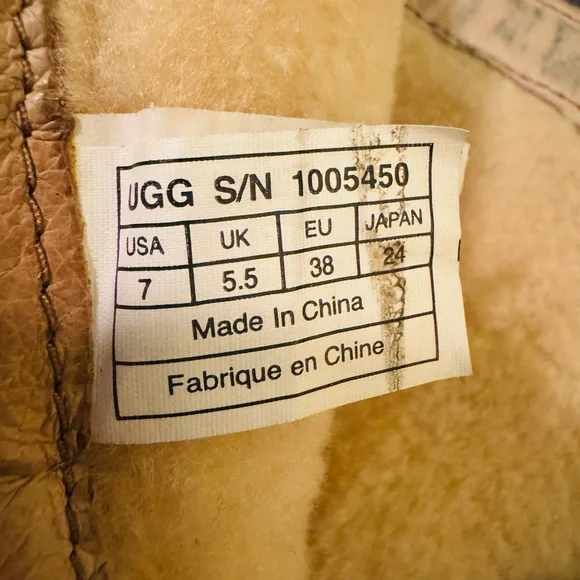 UGG S/N 1005450
USA UK EU JAPAN
7 5.5 38 24
Made In China
Fabrique en Chine